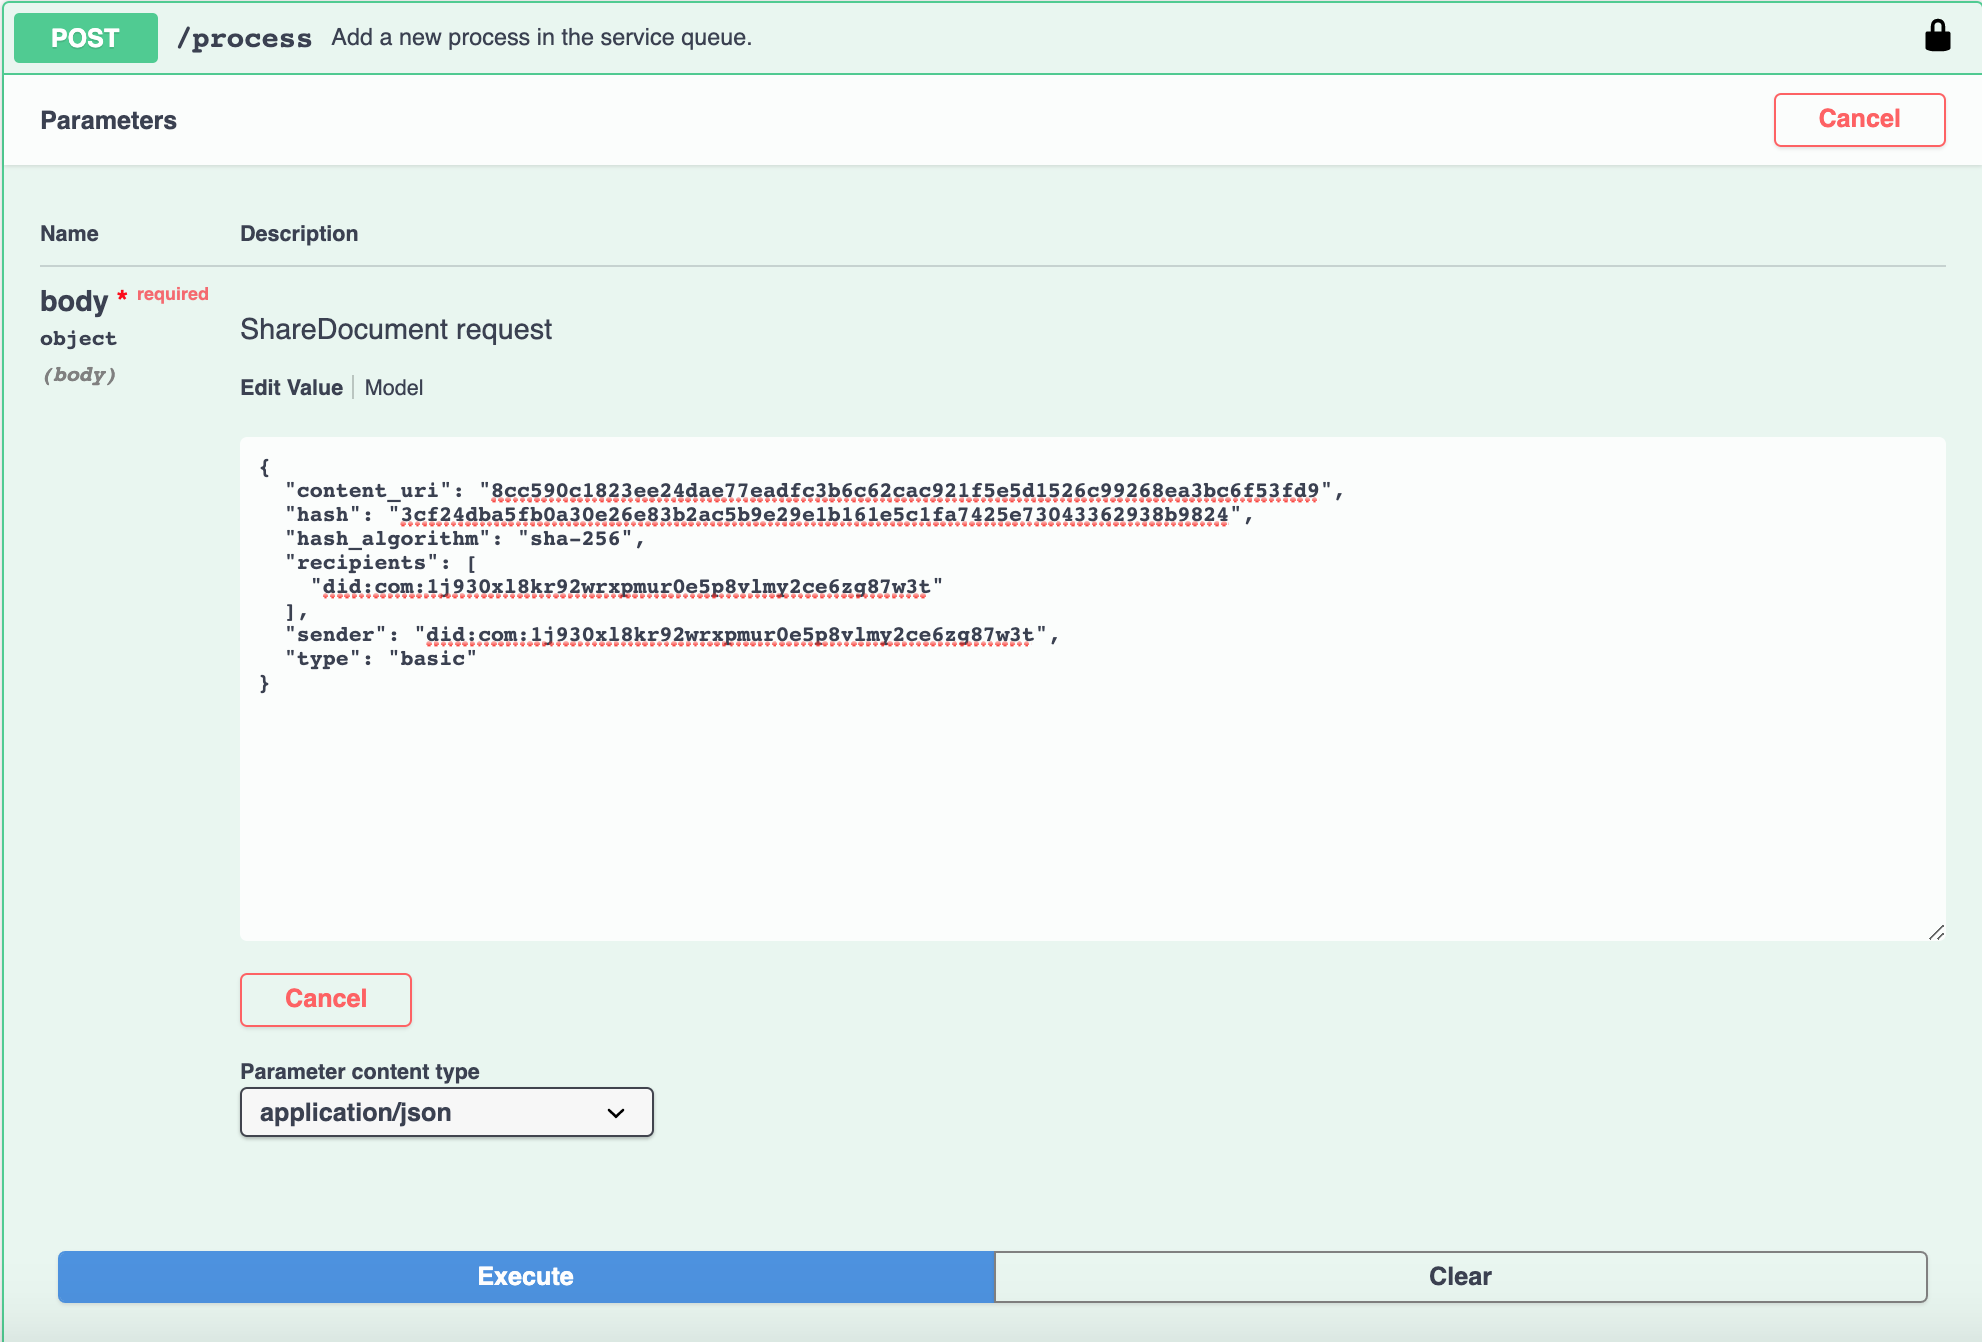 POST /process Add a new process in the service queue.
Parameters Cancel
Name Description
body * required
object
(body)
ShareDocument request
Edit Value | Model
{
  "content_uri": "8cc590c1823ee24dae77eadfc3b6c62cac921f5e5d1526c99268ea3bc6f53fd9",
  "hash": "3cf24dba5fb0a30e26e83b2ac5b9e29e1b161e5c1fa7425e73043362938b9824",
  "hash_algorithm": "sha-256",
  "recipients": [
    "did:com:1j930xl8kr92wrxpmur0e5p8vlmy2ce6zg87w3t"
  ],
  "sender": "did:com:1j930xl8kr92wrxpmur0e5p8vlmy2ce6zg87w3t",
  "type": "basic"
}
Cancel
Parameter content type
application/json
Execute Clear